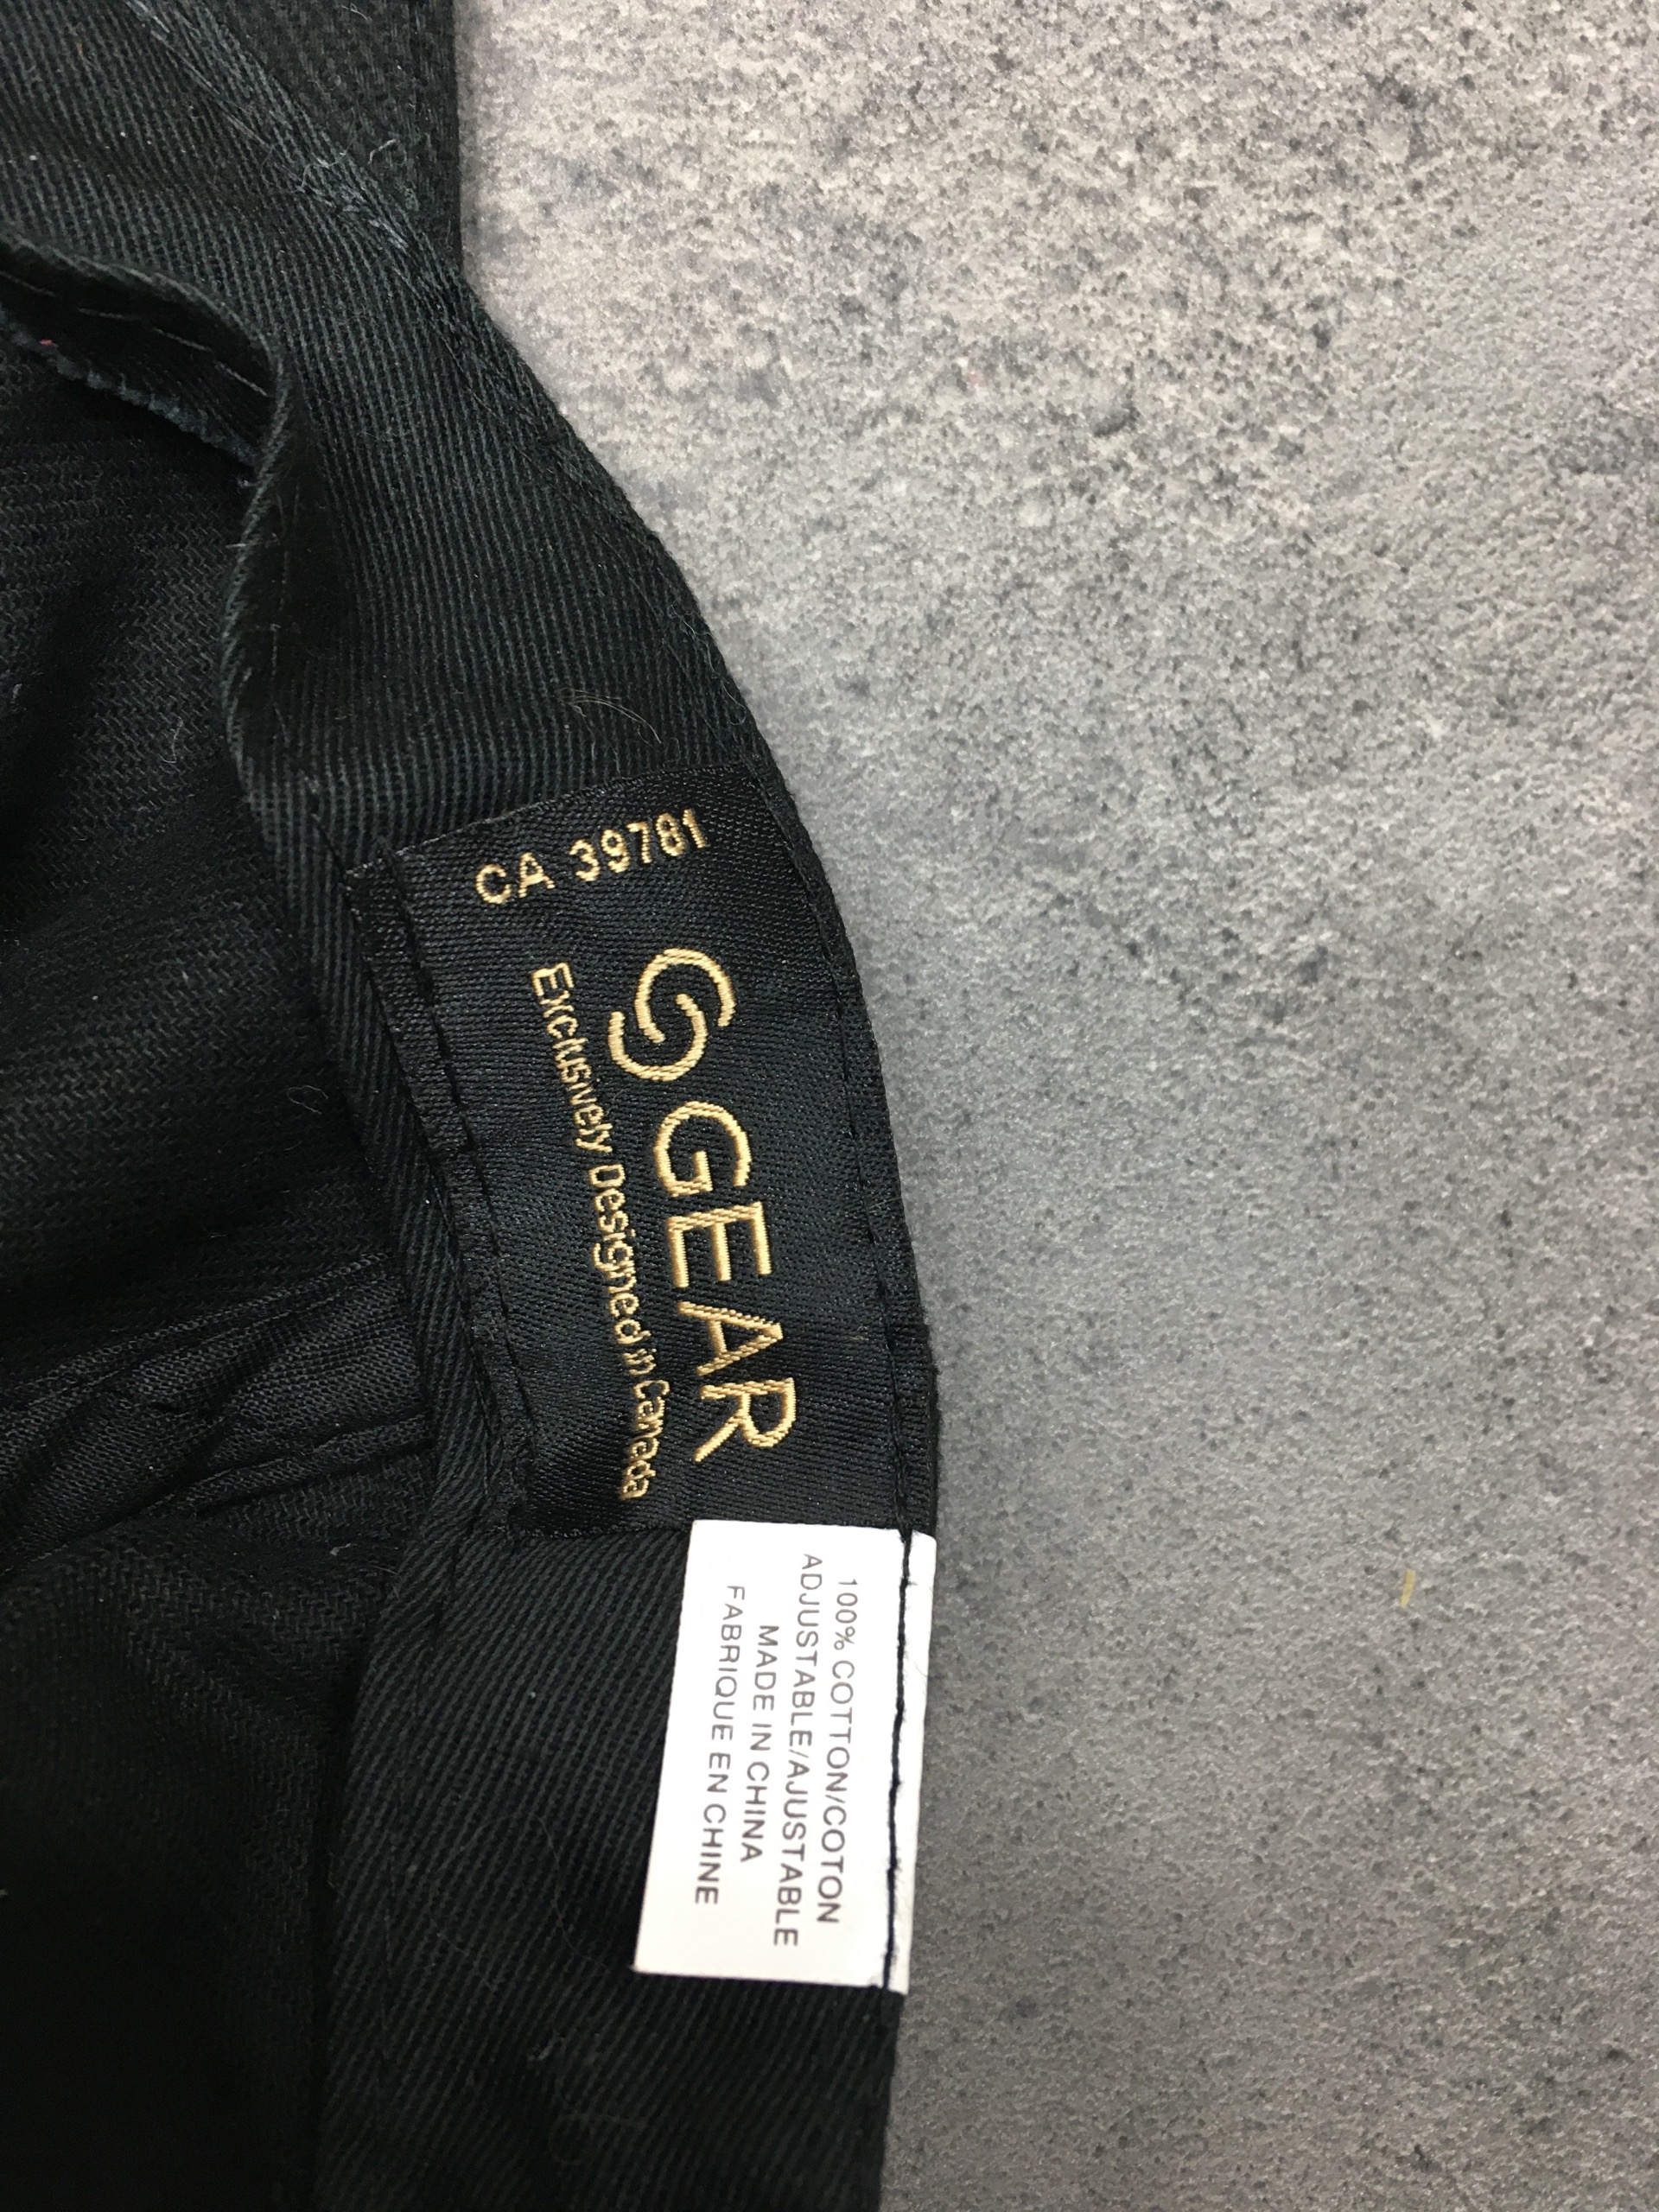 CA 39781
GEAR
Exclusively Designed in Canada
100% COTTON/COTON
ADJUSTABLE/AJUSTABLE
MADE IN CHINA
FABRIQUE EN CHINE